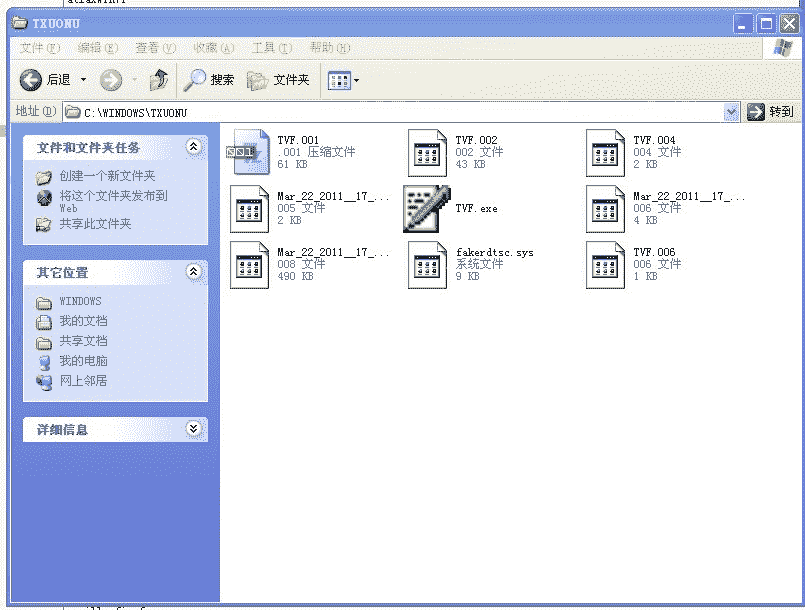 TXUONU
文件(F) 编辑(E) 查看(V) 收藏(A) 工具(T) 帮助(H)
后退 搜索 文件夹
地址(D) C:\WINDOWS\TXUONU 转到
文件和文件夹任务
创建一个新文件夹
将这个文件夹发布到
Web
共享此文件夹
其它位置
WINDOWS
我的文档
共享文档
我的电脑
网上邻居
详细信息
TVF.001
.001 压缩文件
61 KB
TVF.002
002 文件
43 KB
TVF.004
004 文件
2 KB
Mar_22_2011__17_...
005 文件
2 KB
TVF.exe
Mar_22_2011__17_...
006 文件
4 KB
Mar_22_2011__17_...
008 文件
490 KB
fakerdtsc.sys
系统文件
9 KB
TVF.006
006 文件
1 KB